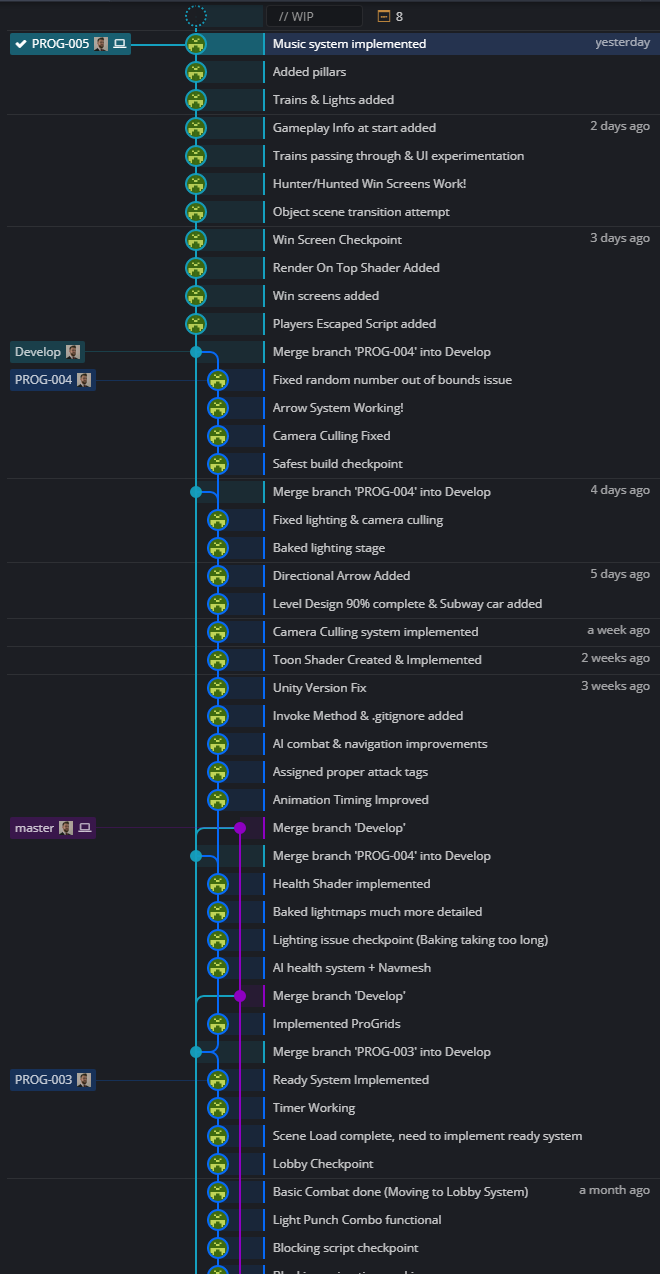 // WIP 8
PROG-005 Music system implemented yesterday
Added pillars
Trains & Lights added
Gameplay Info at start added 2 days ago
Trains passing through & UI experimentation
Hunter/Hunted Win Screens Work!
Object scene transition attempt
Win Screen Checkpoint 3 days ago
Render On Top Shader Added
Win screens added
Players Escaped Script added
Develop Merge branch 'PROG-004' into Develop
PROG-004 Fixed random number out of bounds issue
Arrow System Working!
Camera Culling Fixed
Safest build checkpoint
Merge branch 'PROG-004' into Develop 4 days ago
Fixed lighting & camera culling
Baked lighting stage
Directional Arrow Added 5 days ago
Level Design 90% complete & Subway car added
Camera Culling system implemented a week ago
Toon Shader Created & Implemented 2 weeks ago
Unity Version Fix 3 weeks ago
Invoke Method & .gitignore added
AI combat & navigation improvements
Assigned proper attack tags
Animation Timing Improved
master Merge branch 'Develop'
Merge branch 'PROG-004' into Develop
Health Shader implemented
Baked lightmaps much more detailed
Lighting issue checkpoint (Baking taking too long)
AI health system + Navmesh
Merge branch 'Develop'
Implemented ProGrids
Merge branch 'PROG-003' into Develop
PROG-003 Ready System Implemented
Timer Working
Scene Load complete, need to implement ready system
Lobby Checkpoint
Basic Combat done (Moving to Lobby System) a month ago
Light Punch Combo functional
Blocking script checkpoint